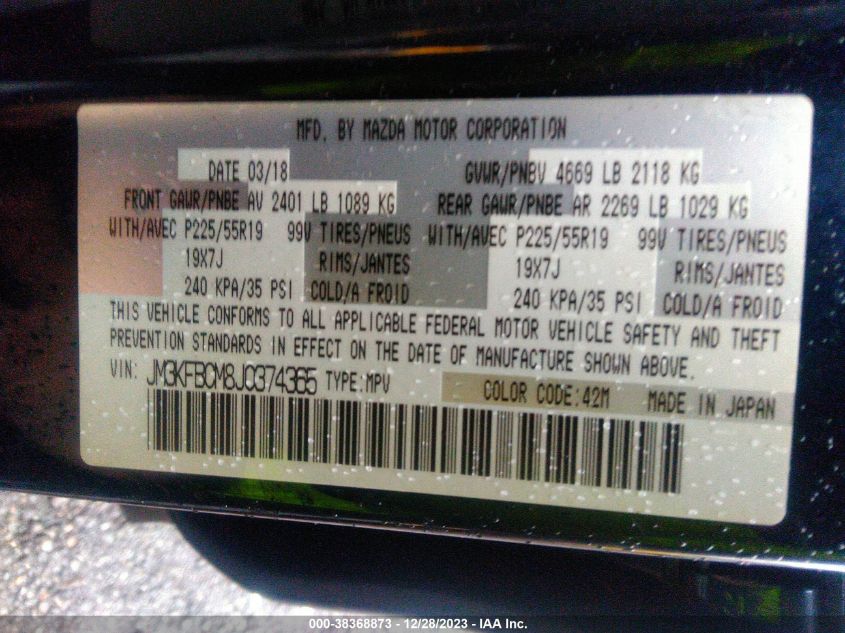 MFD. BY MAZDA MOTOR CORPORATION
DATE 03/18 GVWR/PNBV 4669 LB 2118 KG
FRONT GAWR/PNBE AV 2401 LB 1089 KG REAR GAWR/PNBE AR 2269 LB 1029 KG
WITH/AVEC P225/55R19 99V TIRES/PNEUS WITH/AVEC P225/55R19 99V TIRES/PNEUS
19X7J RIMS/JANTES 19X7J RIMS/JANTES
240 KPA/35 PSI COLD/A FROID 240 KPA/35 PSI COLD/A FROID
THIS VEHICLE CONFORMS TO ALL APPLICABLE FEDERAL MOTOR VEHICLE SAFETY AND THEFT
PREVENTION STANDARDS IN EFFECT ON THE DATE OF MANUFACTURE SHOWN ABOVE.
VIN: JM3KFBCM8J0374365 TYPE:MPV COLOR CODE:42M MADE IN JAPAN
000-38368873 - 12/28/2023 - IAA Inc.